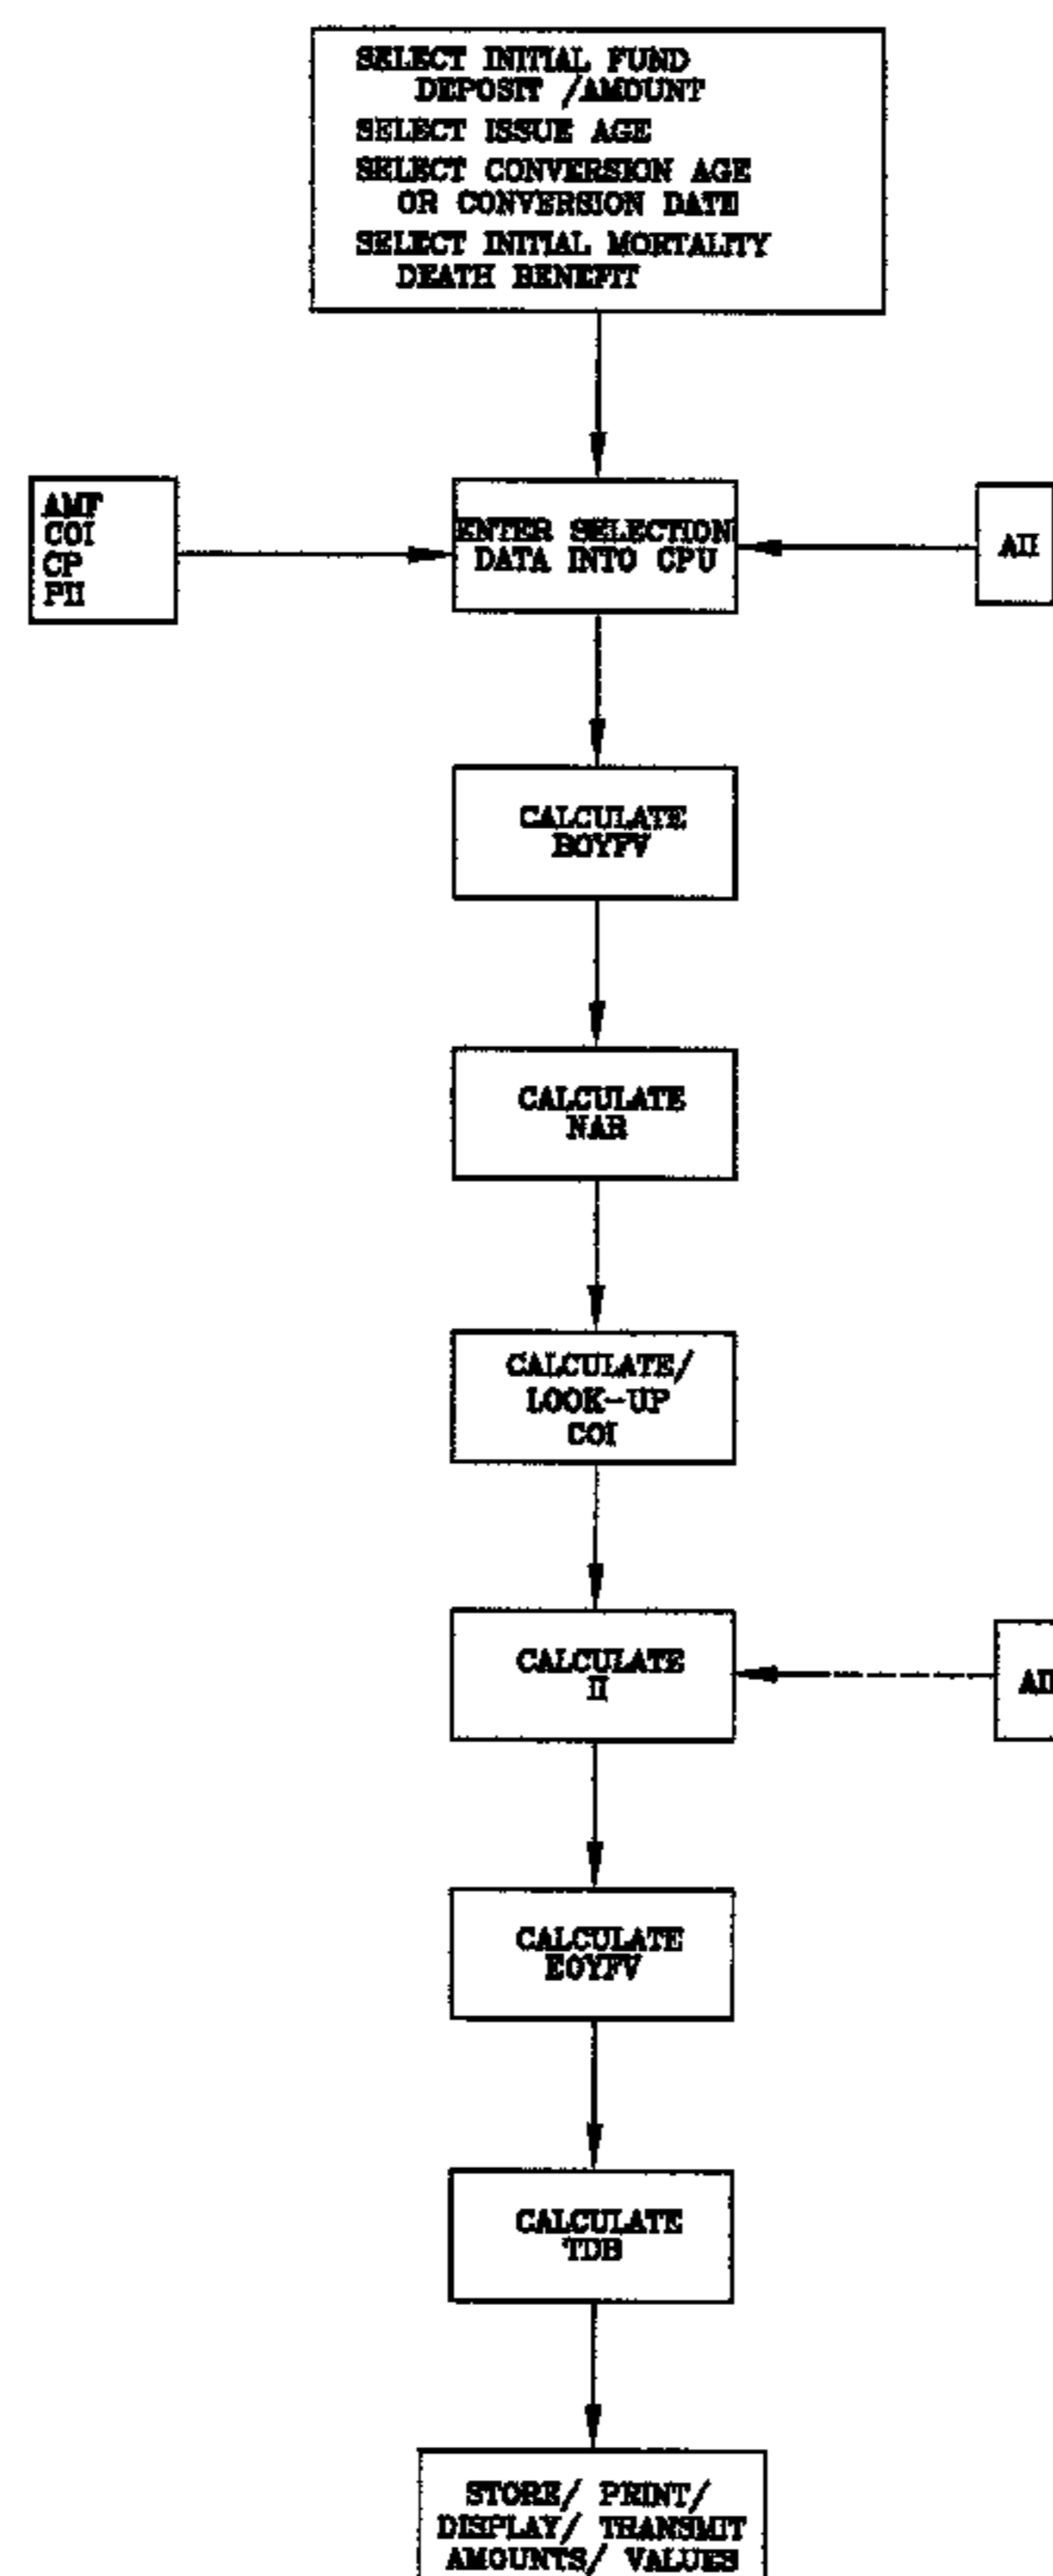 SELECT INITIAL FUND
DEPOSIT /AMOUNT
SELECT ISSUE AGE
SELECT CONVERSION AGE
OR CONVERSION DATE
SELECT INITIAL MORTALITY
DEATH BENEFIT
AMF
COI
CP
PII
ENTER SELECTION
DATA INTO CPU
AII
CALCULATE
BOYFV
CALCULATE
NAR
CALCULATE/
LOOK-UP
COI
CALCULATE
II
AII
CALCULATE
EOYFV
CALCULATE
TDB
STORE/ PRINT/
DISPLAY/ TRANSMIT
AMOUNTS/ VALUES